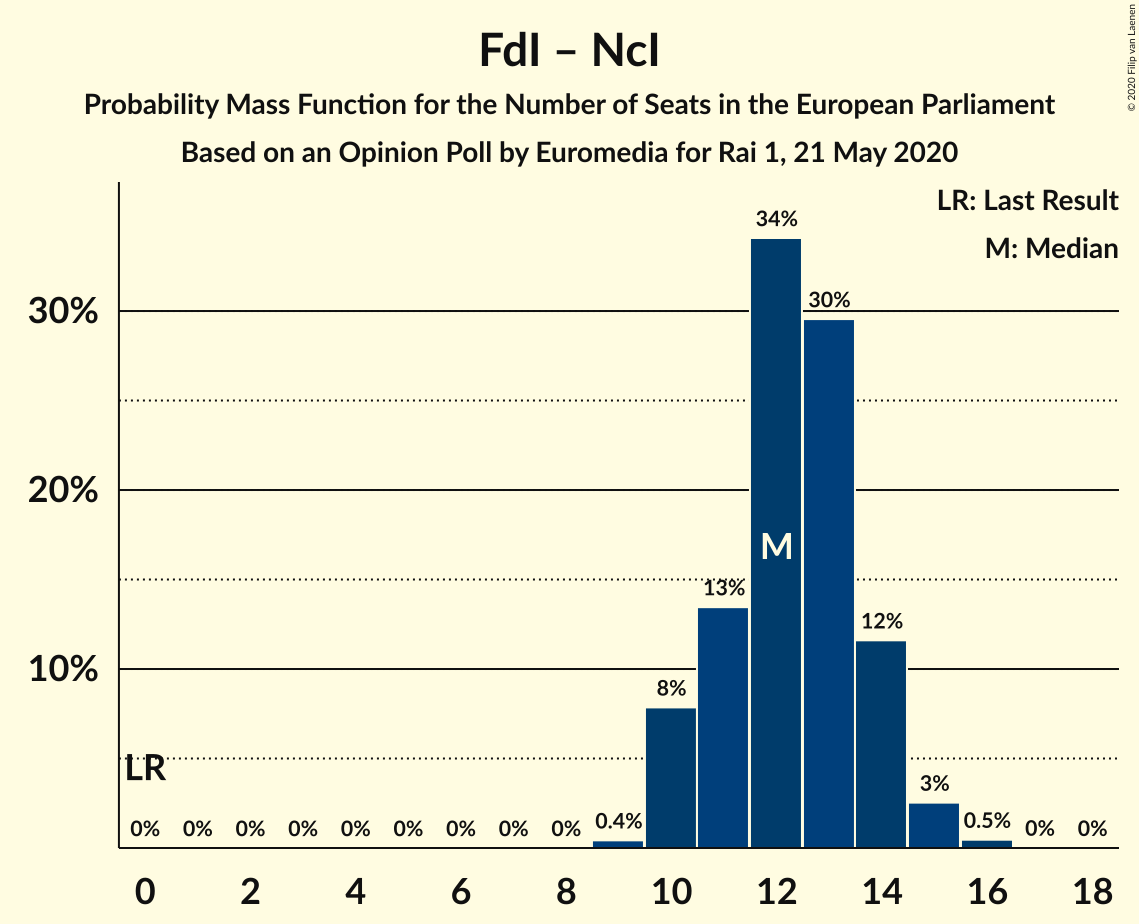 FdI – NcI
Probability Mass Function for the Number of Seats in the European Parliament
Based on an Opinion Poll by Euromedia for Rai 1, 21 May 2020
© 2020 Filip van Laenen
LR: Last Result
M: Median
34%
30%
30%
20%
M
13%
12%
10%
8%
LR
3%
0% 0% 0% 0% 0% 0% 0% 0% 0% 0.4% 0.5% 0% 0%
0 2 4 6 8 10 12 14 16 18